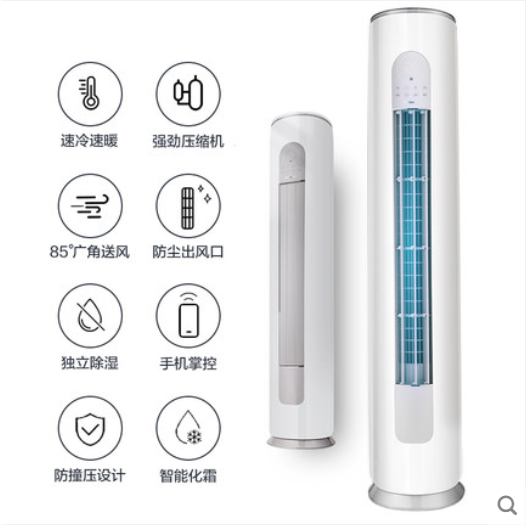 速冷速暖
强劲压缩机
85°广角送风
防尘出风口
独立除湿
手机掌控
防撞压设计
智能化霜